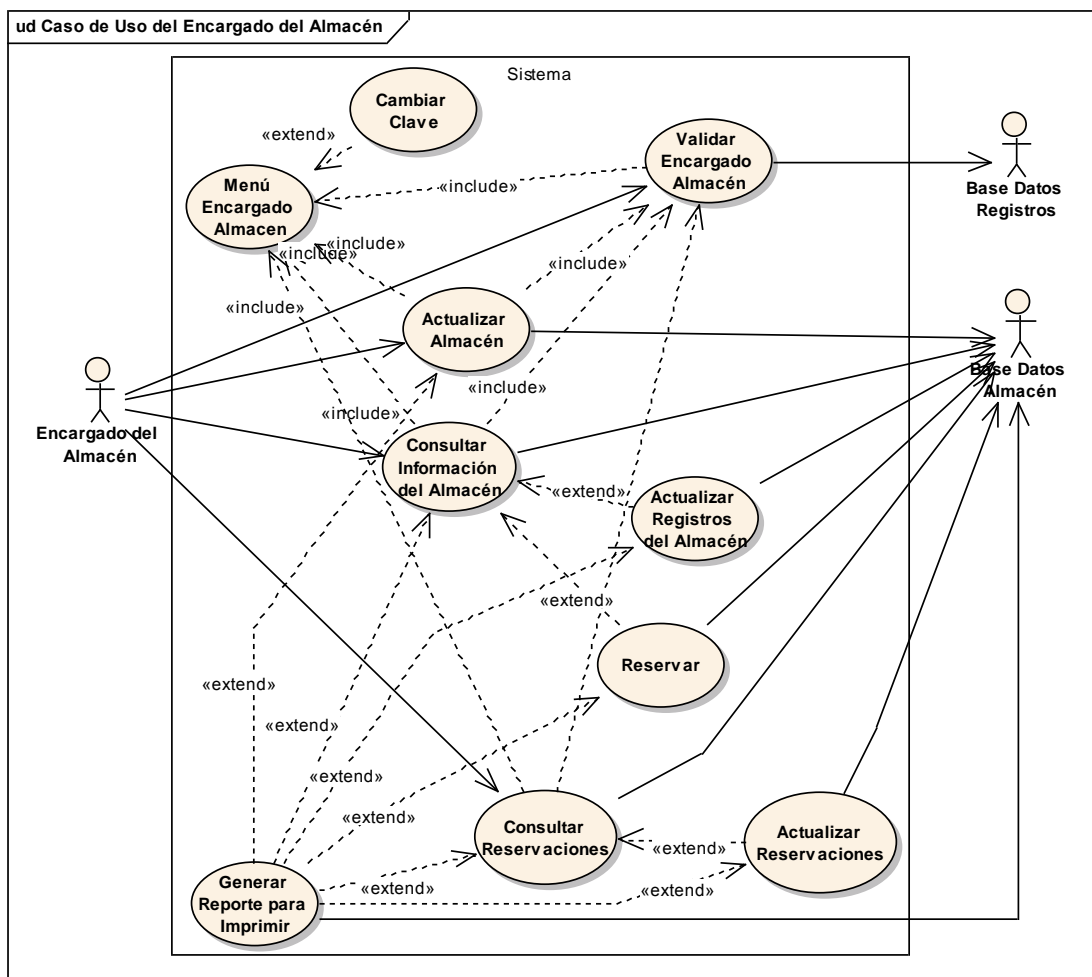 ud Caso de Uso del Encargado del Almacén
Sistema
Cambiar
Clave
«extend»
Validar
Encargado
Almacén
Menú
Encargado
Almacen
«include»
Base Datos
Registros
«include»
«include»
«include»
«include»
Actualizar
Almacén
Base Datos
Almacén
«include»
«include»
Encargado del
Almacén
Consultar
Información
del Almacén
«extend»
Actualizar
Registros
del Almacén
«extend»
Reservar
«extend»
«extend»
«extend»
«extend»
Consultar
Reservaciones
«extend»
Actualizar
Reservaciones
«extend»
«extend»
Generar
Reporte para
Imprimir